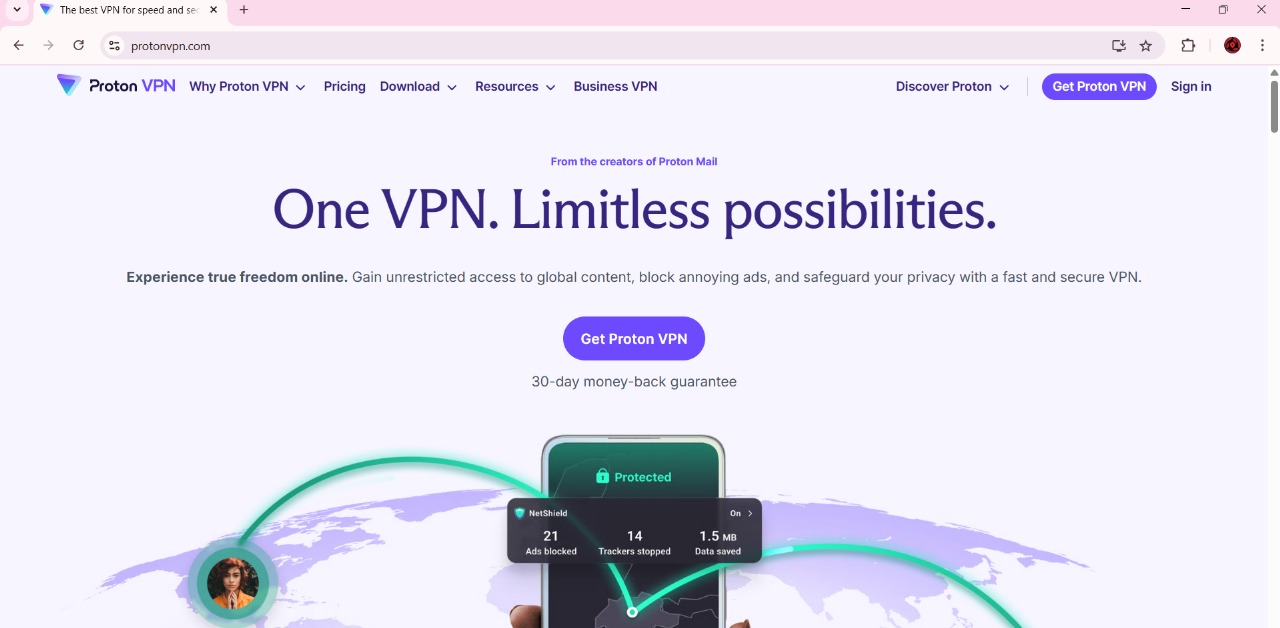 The best VPN for speed and sec
protonvpn.com
Proton VPN
Why Proton VPN
Pricing
Download
Resources
Business VPN
Discover Proton
Get Proton VPN
Sign in
From the creators of Proton Mail
One VPN. Limitless possibilities.
Experience true freedom online. Gain unrestricted access to global content, block annoying ads, and safeguard your privacy with a fast and secure VPN.
Get Proton VPN
30-day money-back guarantee
Protected
NetShield On
21 14 1.5 MB
Ads blocked Trackers stopped Data saved